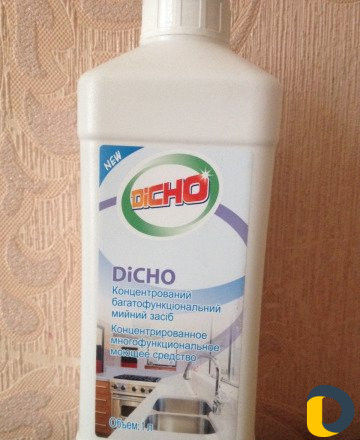 NEW
DiCHO
DiCHO
Концентрований
багатофункціональний
мийний засіб
Концентрированное
многофункциональное
моющее средство
Объем: 1 л